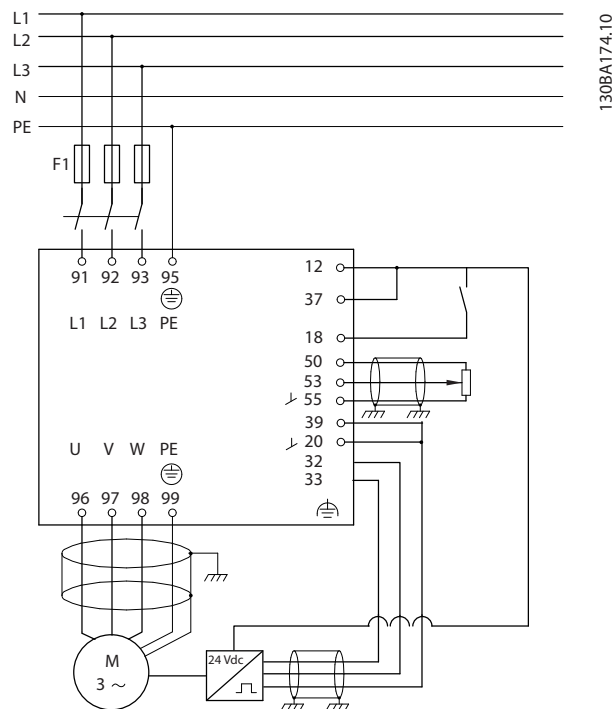 L1
L2
L3
N
PE
130BA174.10
F1
91 92 93 95
L1 L2 L3 PE
12
37
18
50
53
55
39
20
32
33
U V W PE
96 97 98 99
M
3 ~
24 Vdc